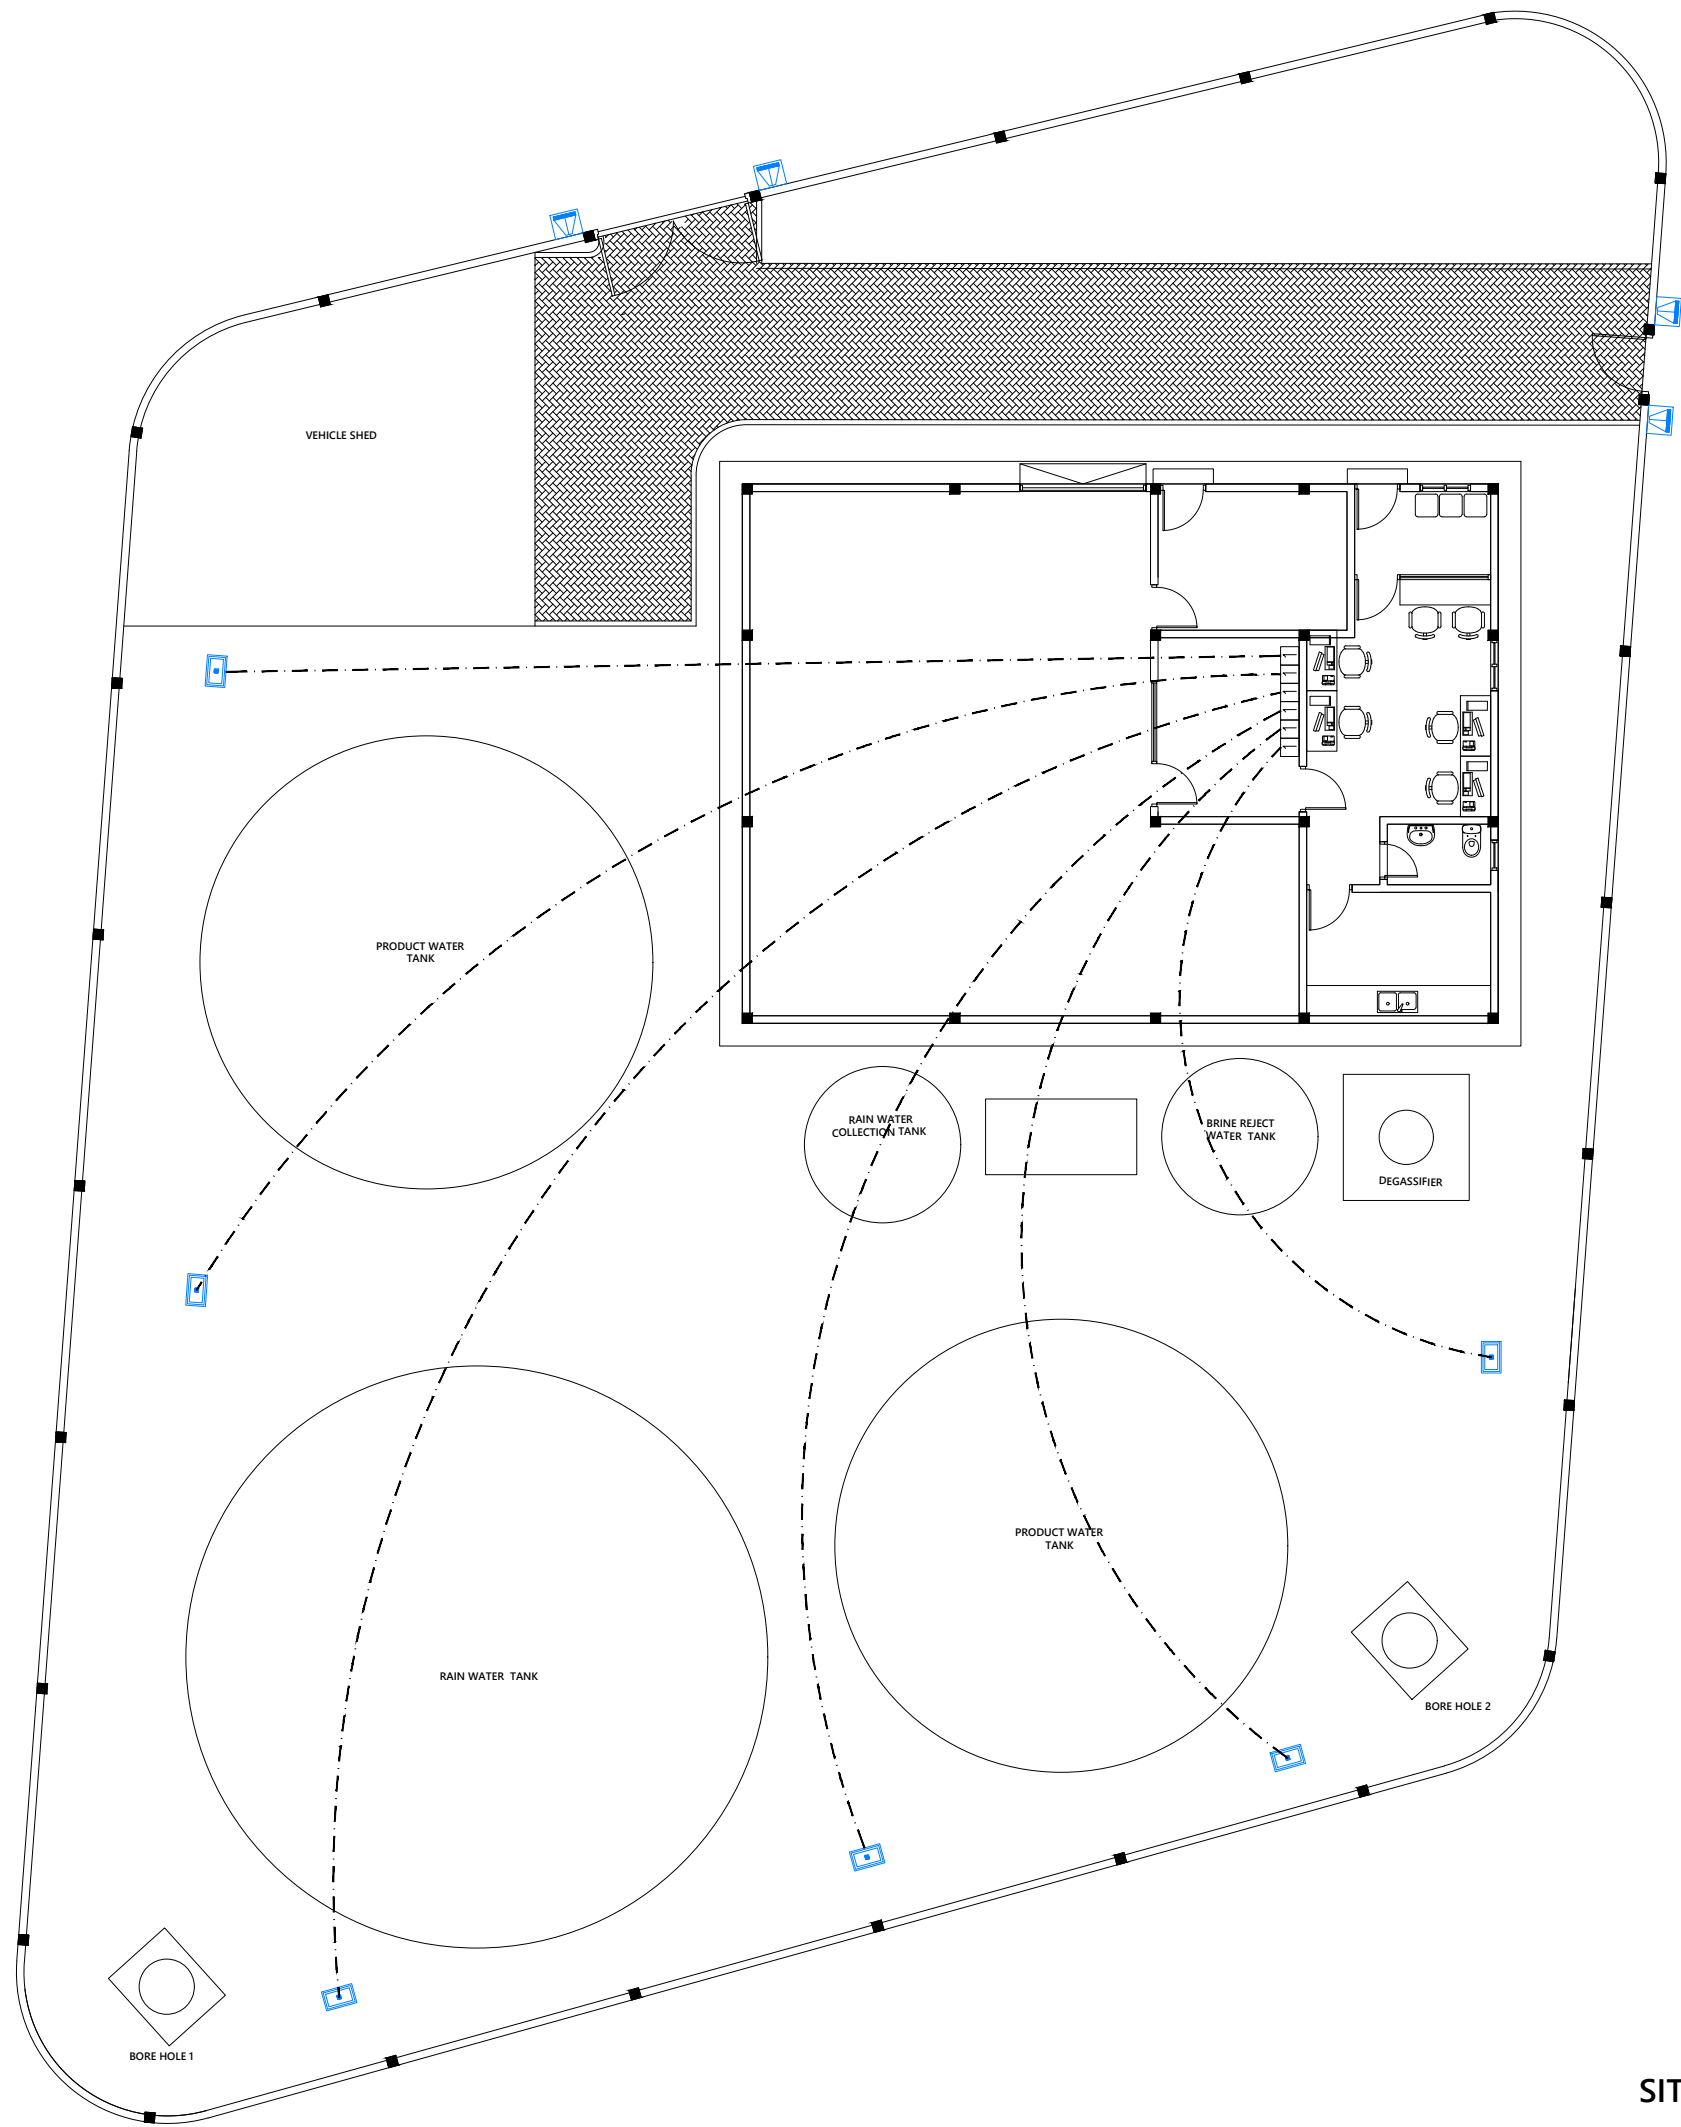 VEHICLE SHED
PRODUCT WATER
TANK
RAIN WATER
COLLECTION TANK
BRINE REJECT
WATER TANK
DEGASSIFIER
PRODUCT WATER
TANK
RAIN WATER TANK
BORE HOLE 2
BORE HOLE 1
SIT